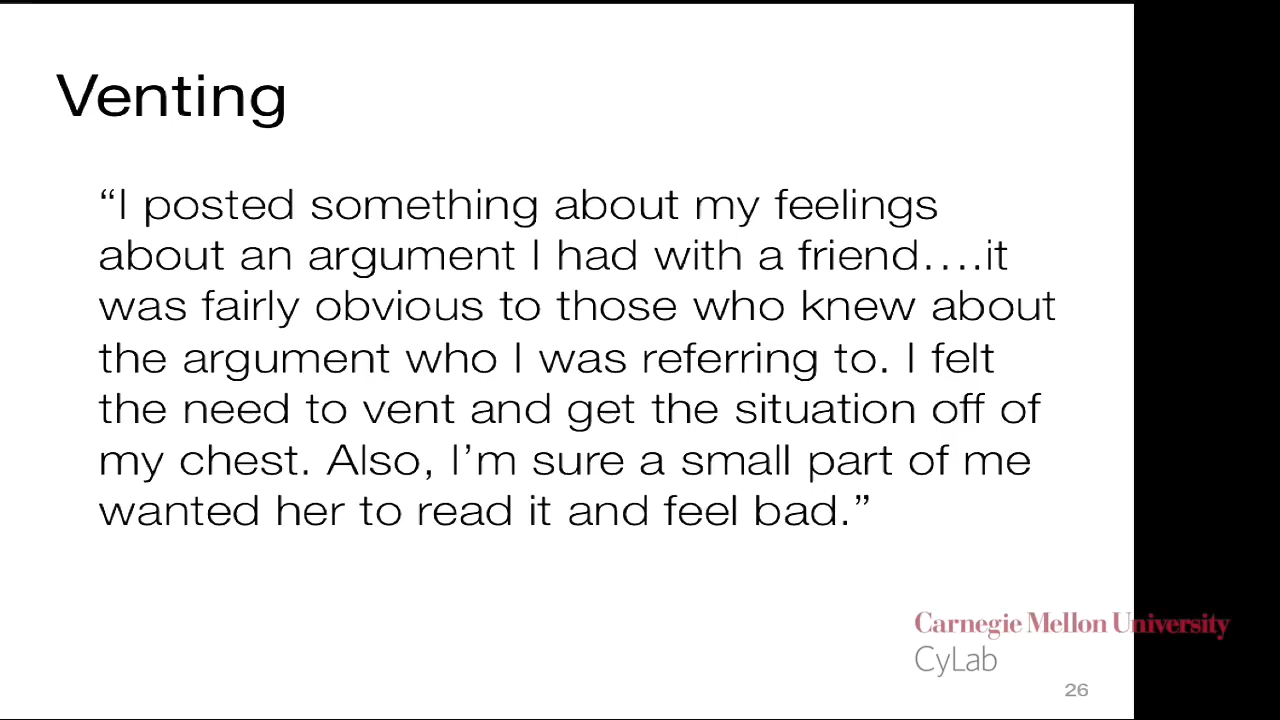 Venting
“I posted something about my feelings
about an argument I had with a friend….it
was fairly obvious to those who knew about
the argument who I was referring to. I felt
the need to vent and get the situation off of
my chest. Also, I’m sure a small part of me
wanted her to read it and feel bad.”
Carnegie Mellon University
CyLab
26